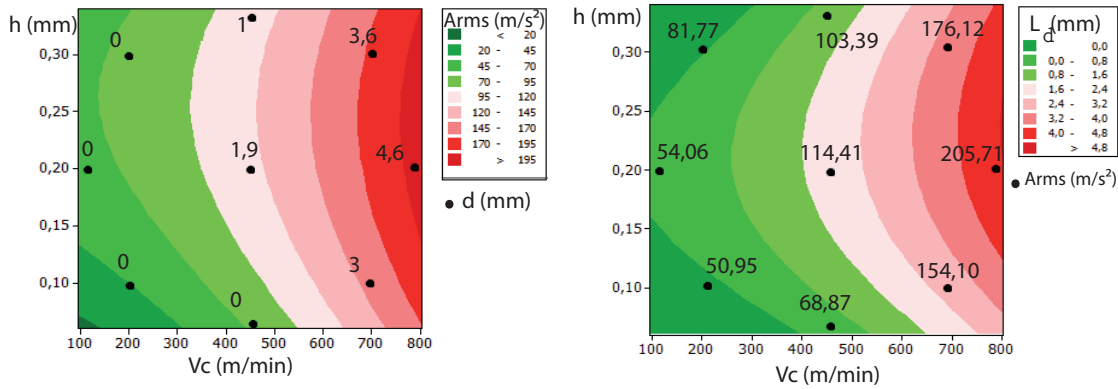 h (mm)
0,30
0,25
0,20
0,15
0,10
0
1
3,6
0
1,9
4,6
0
0
3
100 200 300 400 500 600 700 800
Vc (m/min)
Arms (m/s²)
< 20
20 - 45
45 - 70
70 - 95
95 - 120
120 - 145
145 - 170
170 - 195
> 195
d (mm)
h (mm)
0,30
0,25
0,20
0,15
0,10
81,77
103,39
176,12
54,06
114,41
205,71
50,95
68,87
154,10
100 200 300 400 500 600 700 800
Vc (m/min)
L d (mm)
0,0
0,0 - 0,8
0,8 - 1,6
1,6 - 2,4
2,4 - 3,2
3,2 - 4,0
4,0 - 4,8
> 4,8
Arms (m/s²)